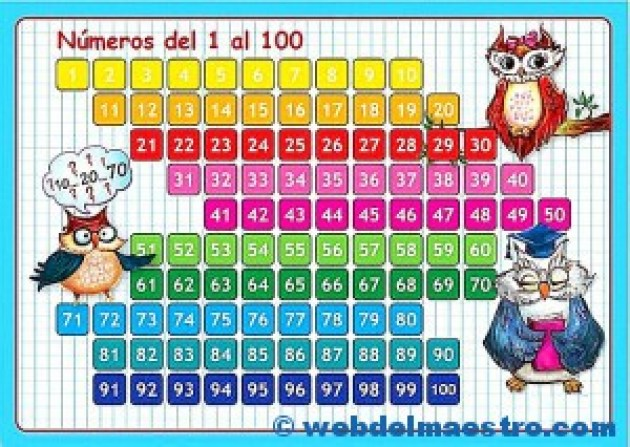 Números del 1 al 100
1 2 3 4 5 6 7 8 9 10
11 12 13 14 15 16 17 18 19 20
21 22 23 24 25 26 27 28 29 30
31 32 33 34 35 36 37 38 39 40
? ? ?
?10_20_70
? ? ?
41 42 43 44 45 46 47 48 49 50
51 52 53 54 55 56 57 58 59 60
61 62 63 64 65 66 67 68 69 70
71 72 73 74 75 76 77 78 79 80
81 82 83 84 85 86 87 88 89 90
91 92 93 94 95 96 97 98 99 100
© webdelmaestro.com